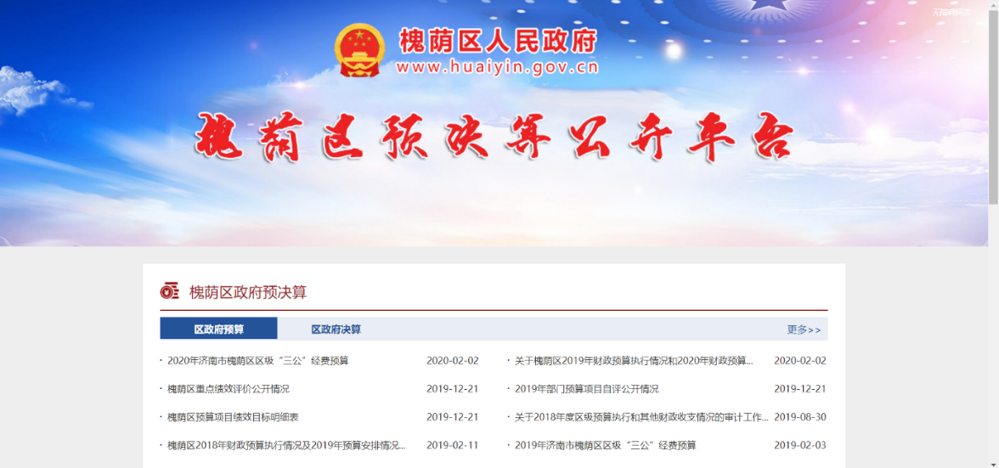 无障碍阅读
槐荫区人民政府
www.huaiyin.gov.cn
槐荫区预决算公开平台
槐荫区政府预决算
区政府预算 区政府决算 更多>>
· 2020年济南市槐荫区区级“三公”经费预算 2020-02-02 · 关于槐荫区2019年财政预算执行情况和2020年财政预算... 2020-02-02
· 槐荫区重点绩效评价公开情况 2019-12-21 · 2019年部门预算项目自评公开情况 2019-12-21
· 槐荫区预算项目绩效目标明细表 2019-12-21 · 关于2018年度区级预算执行和其他财政收支情况的审计工作... 2019-08-30
· 槐荫区2018年财政预算执行情况及2019年预算安排情况... 2019-02-11 · 2019年济南市槐荫区区级“三公”经费预算 2019-02-03